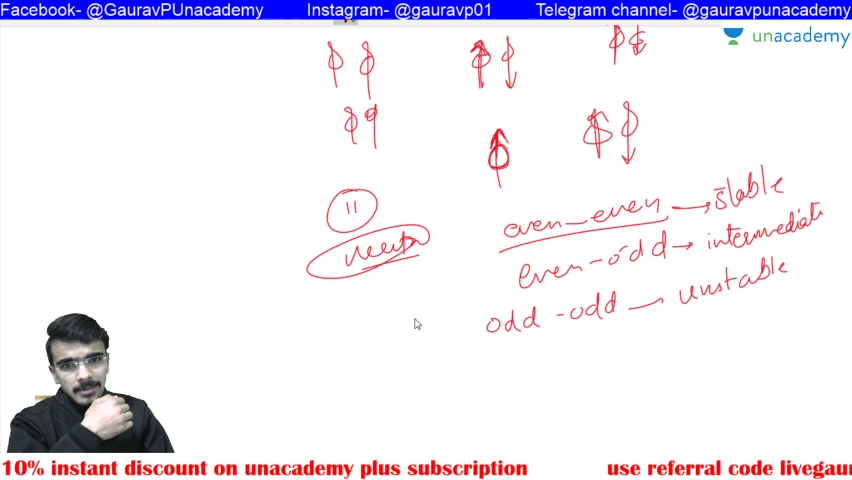 Facebook- @GauravPUnacademy Instagram- @gauravp01 Telegram channel- @gauravpunacademy
unacademy
11
even-even → stable
even-odd → intermediate
odd-odd → unstable
10% instant discount on unacademy plus subscription use referral code livegaur